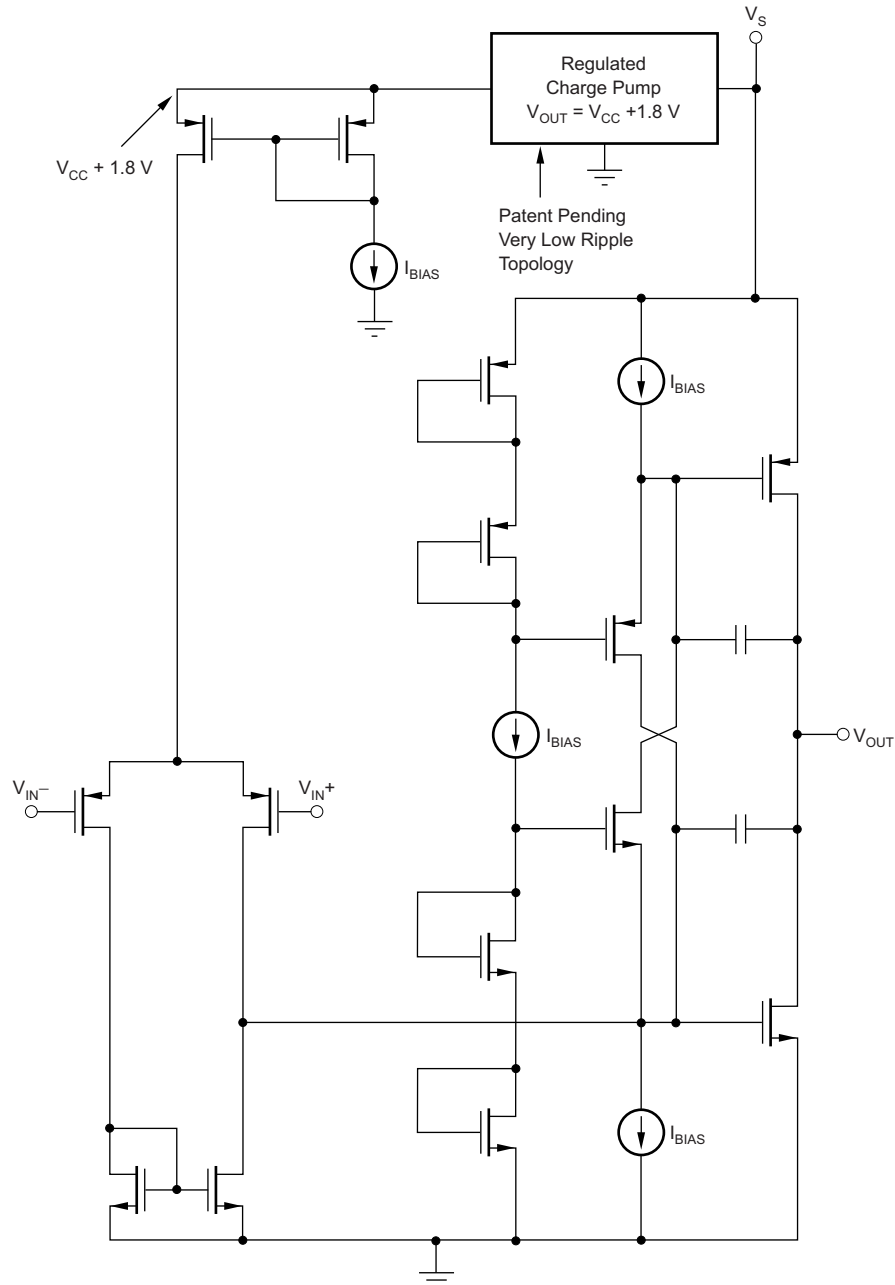 V_S
Regulated
Charge Pump
V_OUT = V_CC +1.8 V
V_CC + 1.8 V
Patent Pending
Very Low Ripple
Topology
I_BIAS
I_BIAS
I_BIAS
V_OUT
V_IN−
V_IN+
I_BIAS